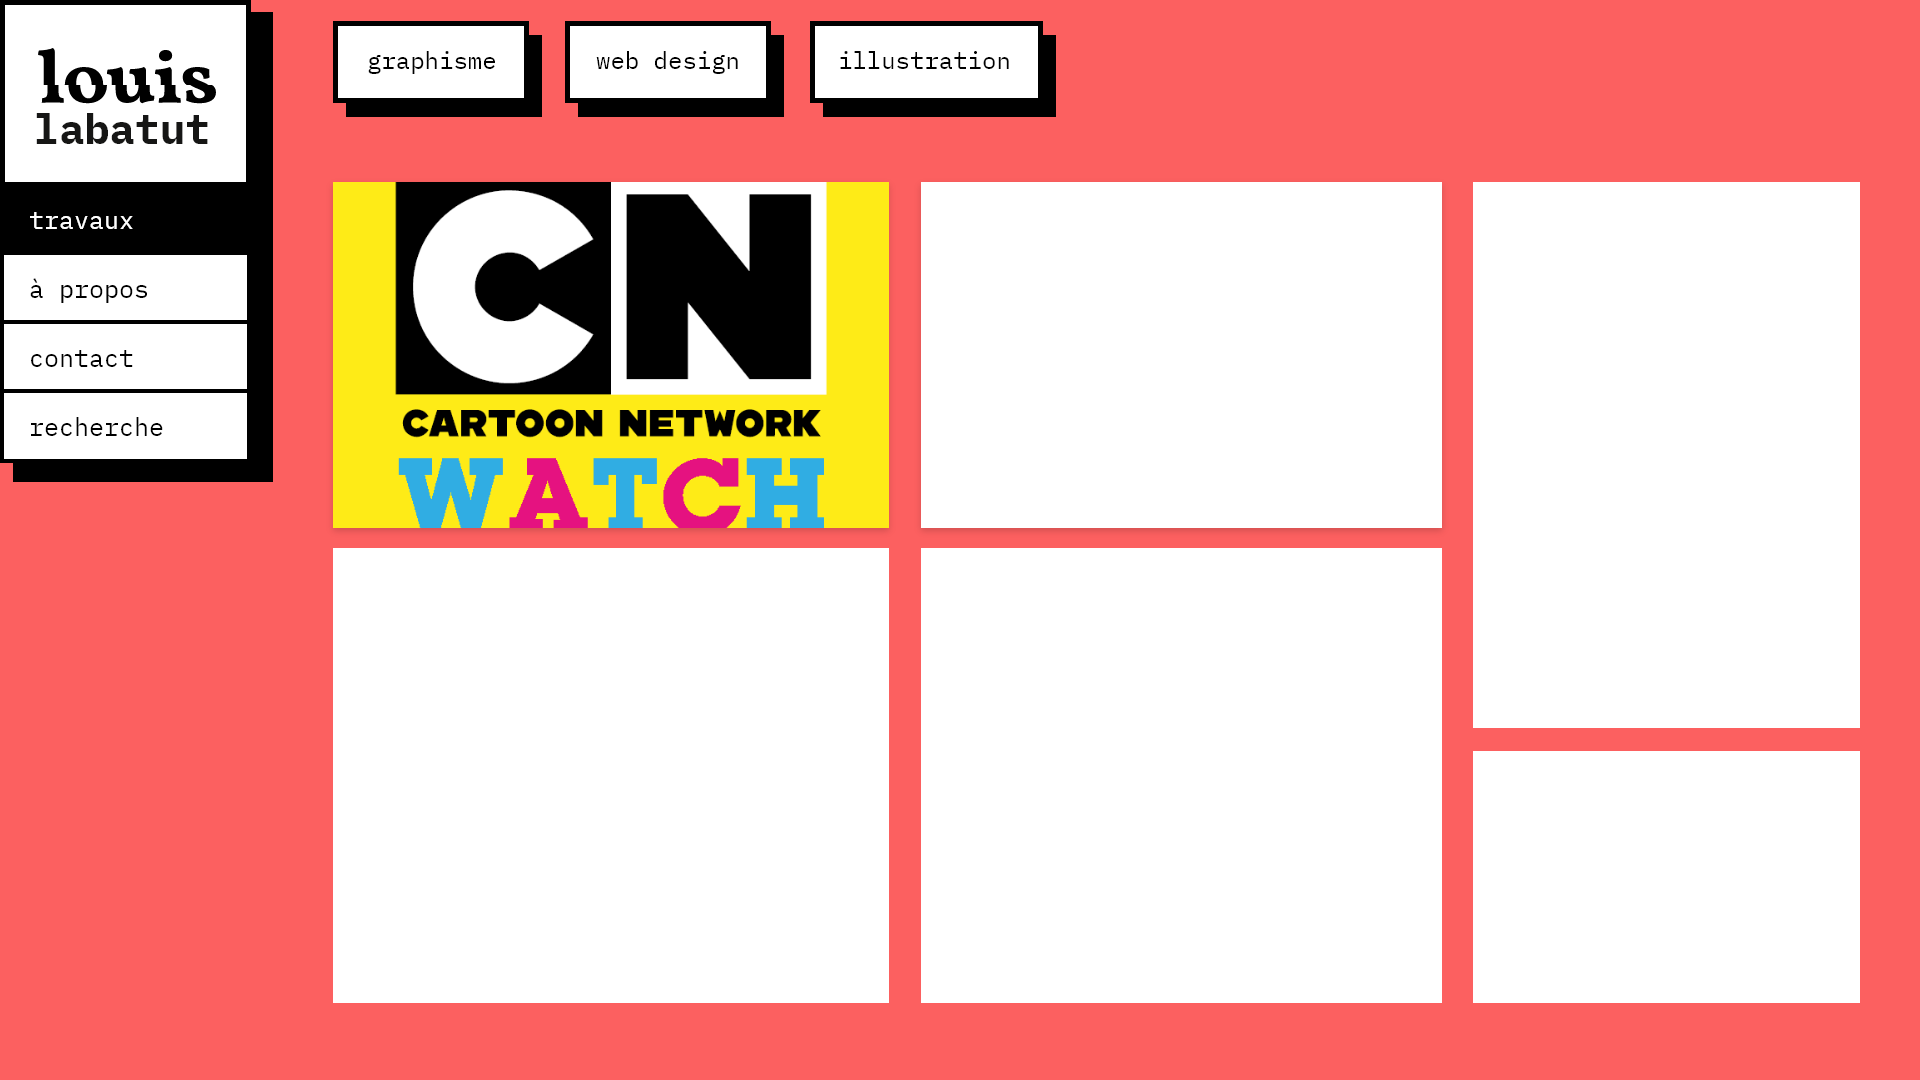 louis
labatut
travaux
à propos
contact
recherche
graphisme
web design
illustration
CN
CARTOON NETWORK
WATCH